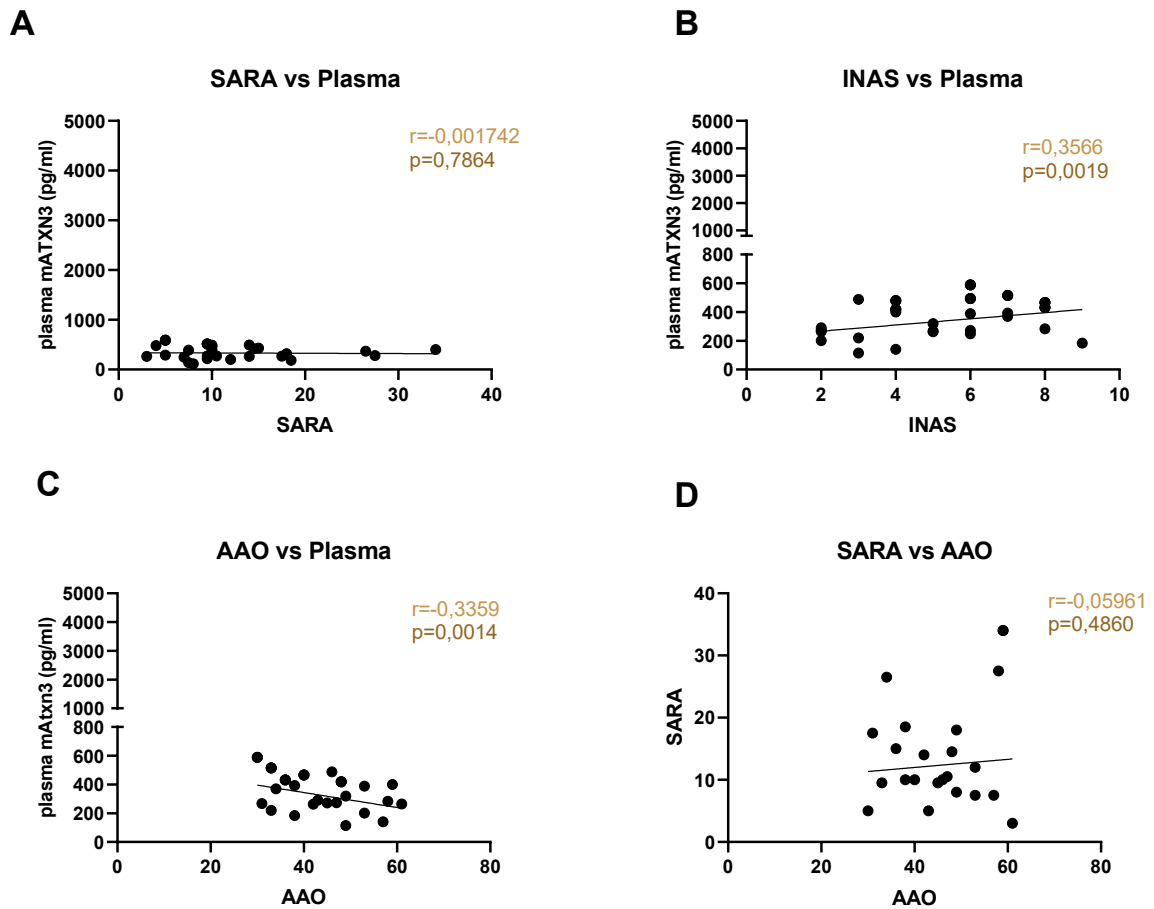 A
SARA vs Plasma
r=-0,001742
p=0,7864
plasma mATXN3 (pg/ml)
5000
4000
3000
2000
1000
0
0 10 20 30 40
SARA
B
INAS vs Plasma
r=0,3566
p=0,0019
plasma mATXN3 (pg/ml)
5000
4000
3000
2000
1000
800
600
400
200
0
0 2 4 6 8 10
INAS
C
AAO vs Plasma
r=-0,3359
p=0,0014
plasma mAtxn3 (pg/ml)
5000
4000
3000
2000
1000
800
600
400
200
0
0 20 40 60 80
AAO
D
SARA vs AAO
r=-0,05961
p=0,4860
SARA
40
30
20
10
0
0 20 40 60 80
AAO